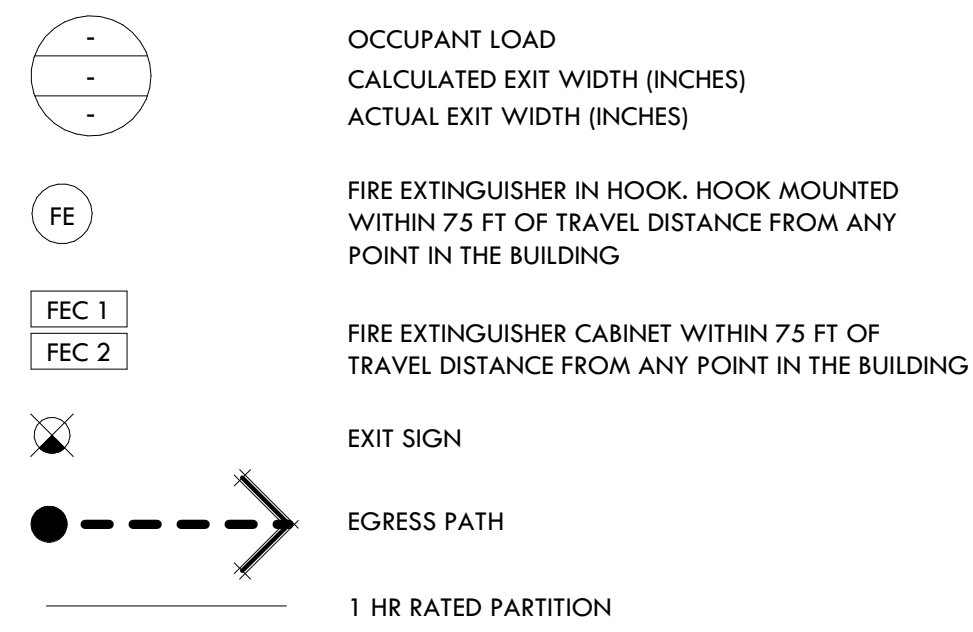 -
OCCUPANT LOAD
-
CALCULATED EXIT WIDTH (INCHES)
-
ACTUAL EXIT WIDTH (INCHES)
FE
FIRE EXTINGUISHER IN HOOK. HOOK MOUNTED
WITHIN 75 FT OF TRAVEL DISTANCE FROM ANY
POINT IN THE BUILDING
FEC 1
FEC 2
FIRE EXTINGUISHER CABINET WITHIN 75 FT OF
TRAVEL DISTANCE FROM ANY POINT IN THE BUILDING
EXIT SIGN
EGRESS PATH
1 HR RATED PARTITION